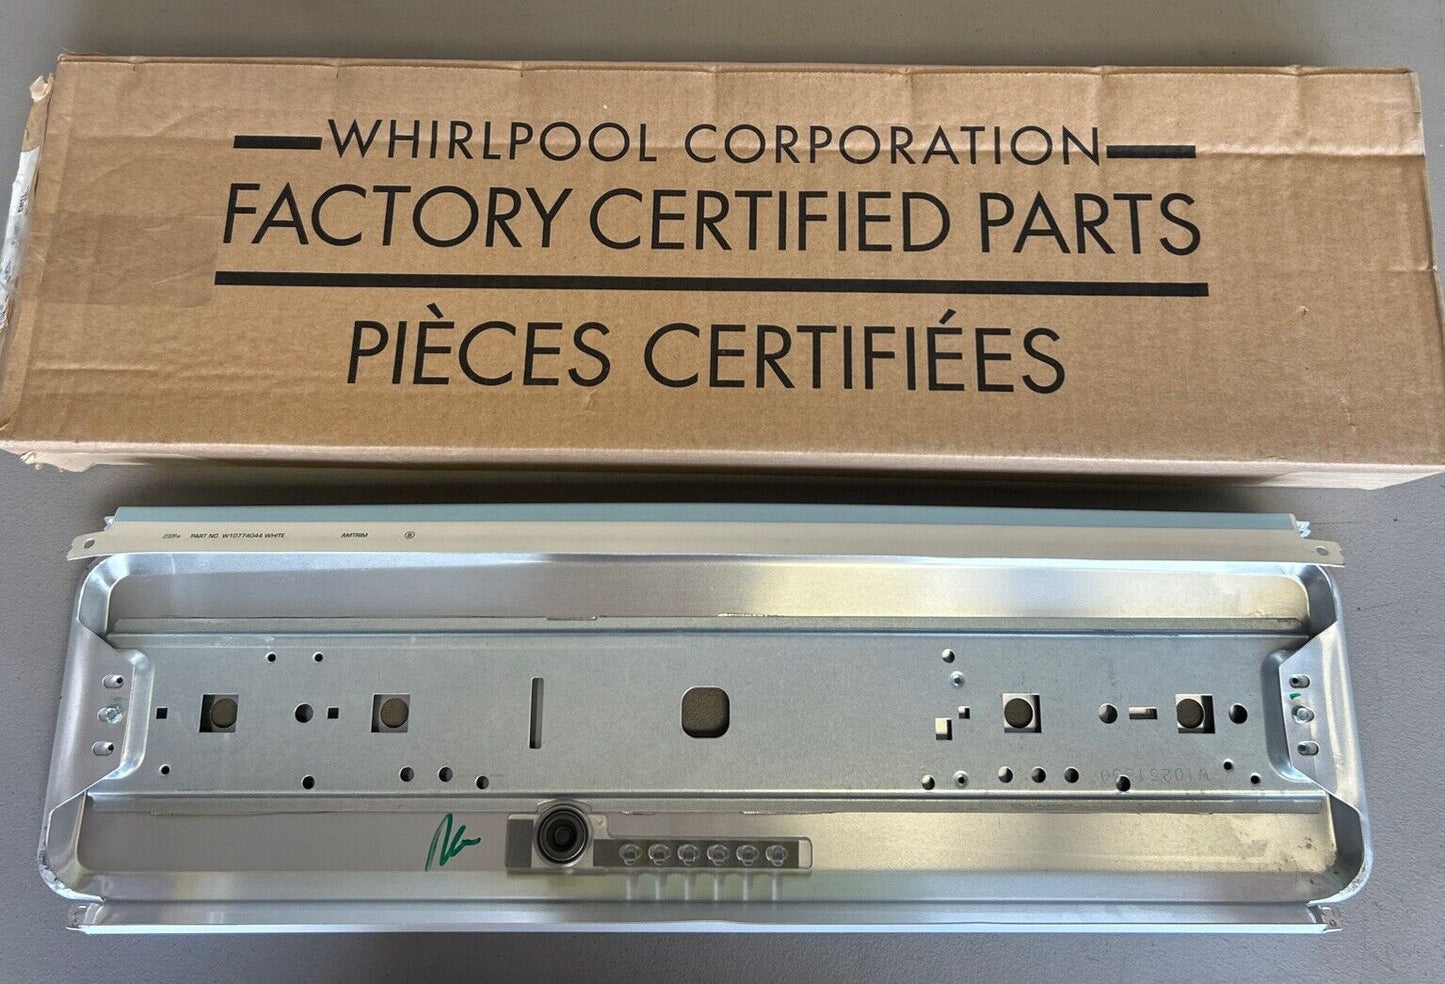 WHIRLPOOL CORPORATION
FACTORY CERTIFIED PARTS
PIÈCES CERTIFIÉES
PART NO. W10774044 WHITE AMTRIM